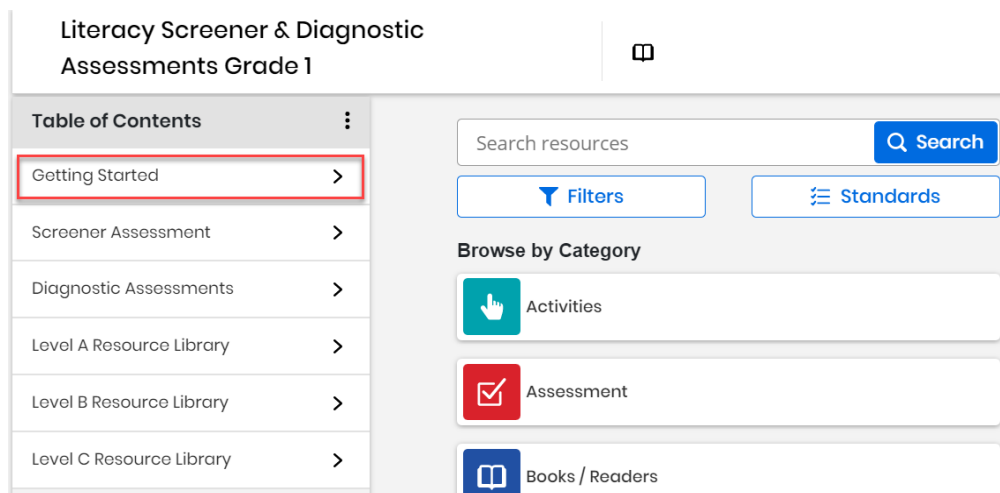 Literacy Screener & Diagnostic
Assessments Grade 1
Table of Contents
Getting Started
Screener Assessment
Diagnostic Assessments
Level A Resource Library
Level B Resource Library
Level C Resource Library
Search resources
Search
Filters
Standards
Browse by Category
Activities
Assessment
Books / Readers